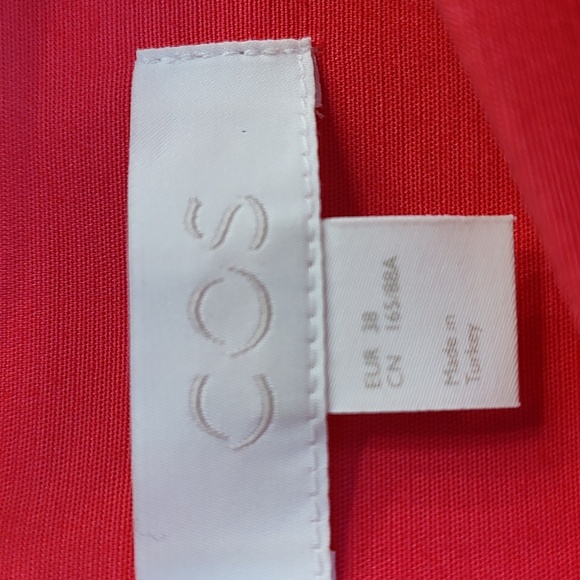 COS
EUR 38
CN 165/88A
Made in
Turkey